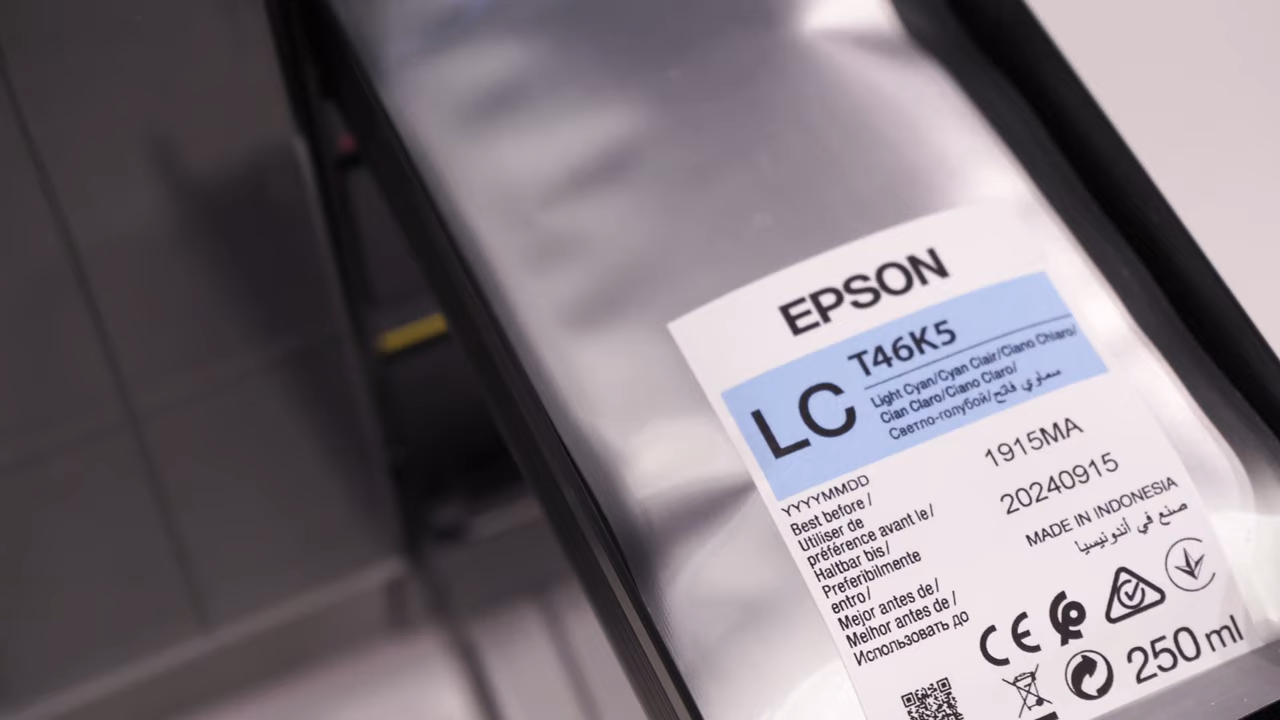 EPSON
LC
T46K5
Light Cyan/Cyan Clair/Ciano Chiaro/
Cian Claro/Ciano Claro/
Светло-голубой/سماوي فاتح
1915MA
20240915
MADE IN INDONESIA
صنع في أندونيسيا
YYYYMMDD
Best before /
Utiliser de
préférence avant le/
Haltbar bis/
Preferibilmente
entro/
Mejor antes de/
Melhor antes de /
Использовать до
CE
250 ml